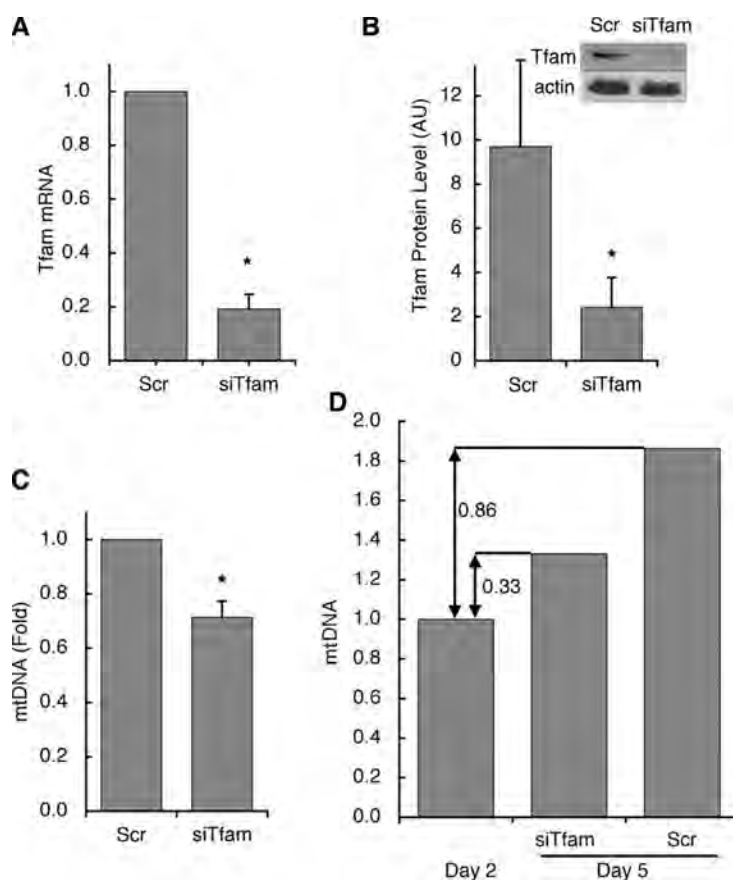 A
Tfam mRNA
1.0
0.8
0.6
0.4
0.2
0.0
*
Scr siTfam
B
Scr siTfam
Tfam
actin
Tfam Protein Level (AU)
12
10
8
6
4
2
0
*
Scr siTfam
C
mtDNA (Fold)
1.0
0.8
0.6
0.4
0.2
0.0
*
Scr siTfam
D
mtDNA
2.0
1.8
1.6
1.4
1.2
1.0
0.8
0.6
0.4
0.2
0.0
0.86
0.33
siTfam Scr
Day 2 Day 5